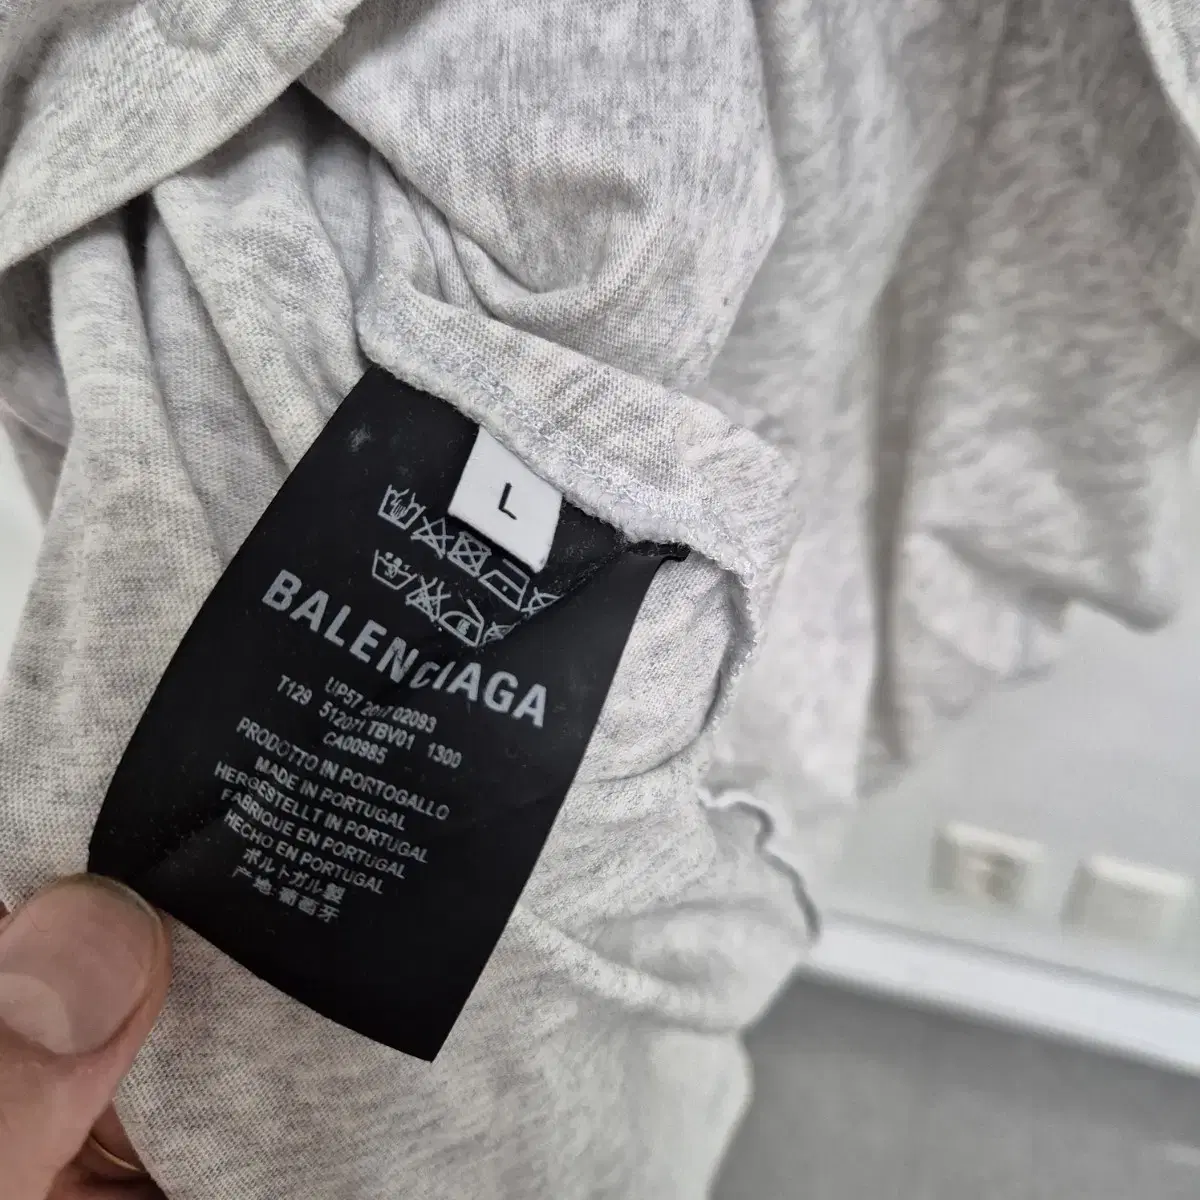 L
BALENCIAGA
UP57 2017 02093
T129 512071 TBV01 1300
CA00985
PRODOTTO IN PORTOGALLO
MADE IN PORTUGAL
HERGESTELLT IN PORTUGAL
FABRIQUE EN PORTUGAL
HECHO EN PORTUGAL
ポルトガル製
产地:葡萄牙